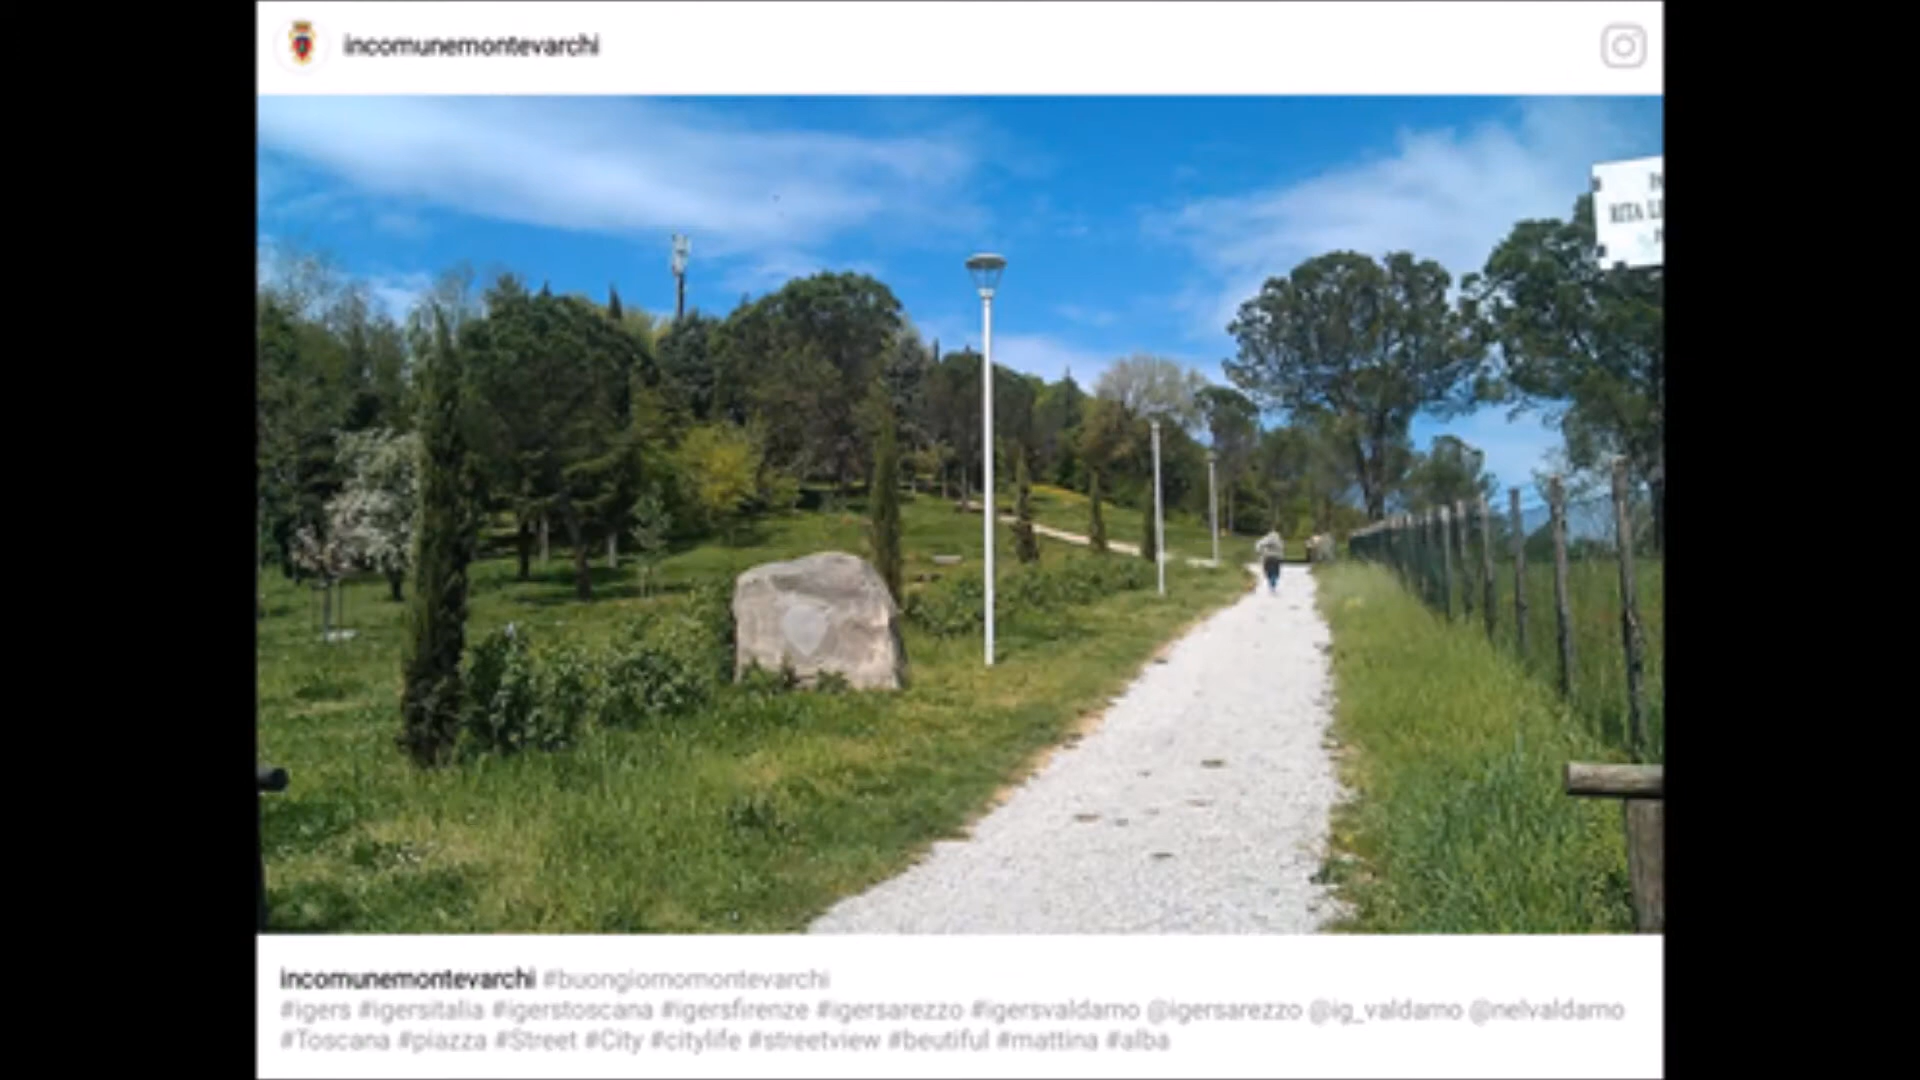 incomunemontevarchi
RITA
incomunemontevarchi #buongiornomontevarchi
#igers #igersitalia #igerstoscana #igersfirenze #igersarezzo #igersvaldarno @igersarezzo @ig_valdarno @nelvaldarno
#Toscana #piazza #Street #City #citylife #streetview #beutiful #mattina #alba